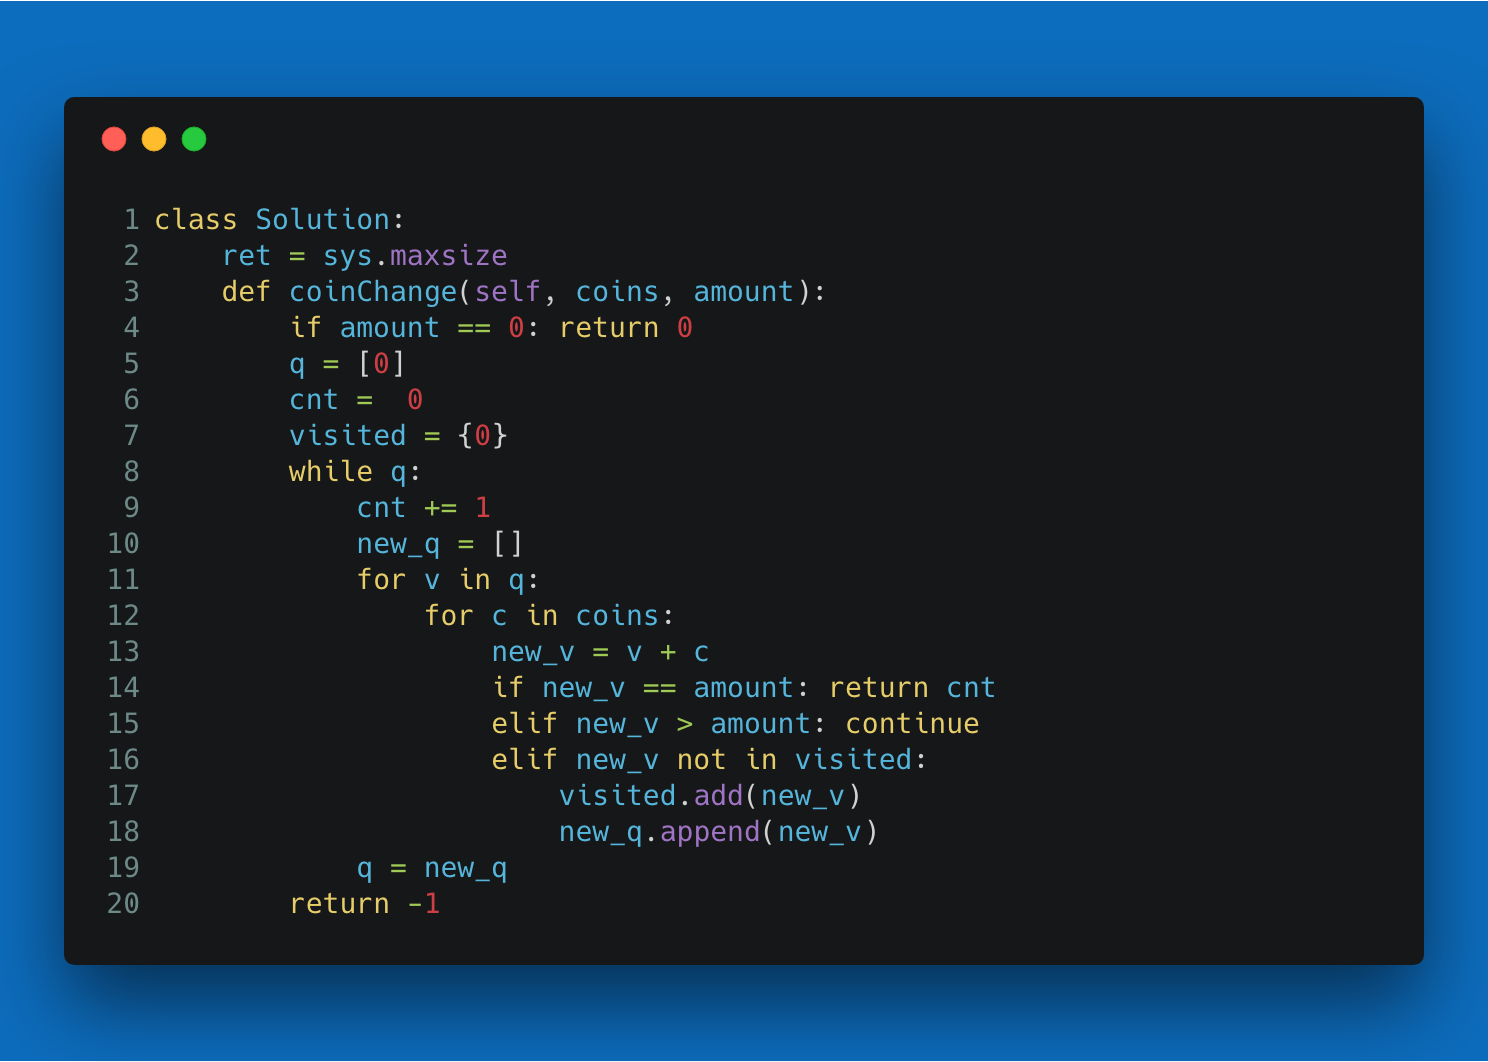 1 class Solution:
2     ret = sys.maxsize
3     def coinChange(self, coins, amount):
4         if amount == 0: return 0
5         q = [0]
6         cnt =  0
7         visited = {0}
8         while q:
9             cnt += 1
10             new_q = []
11             for v in q:
12                 for c in coins:
13                     new_v = v + c
14                     if new_v == amount: return cnt
15                     elif new_v > amount: continue
16                     elif new_v not in visited:
17                         visited.add(new_v)
18                         new_q.append(new_v)
19             q = new_q
20         return -1